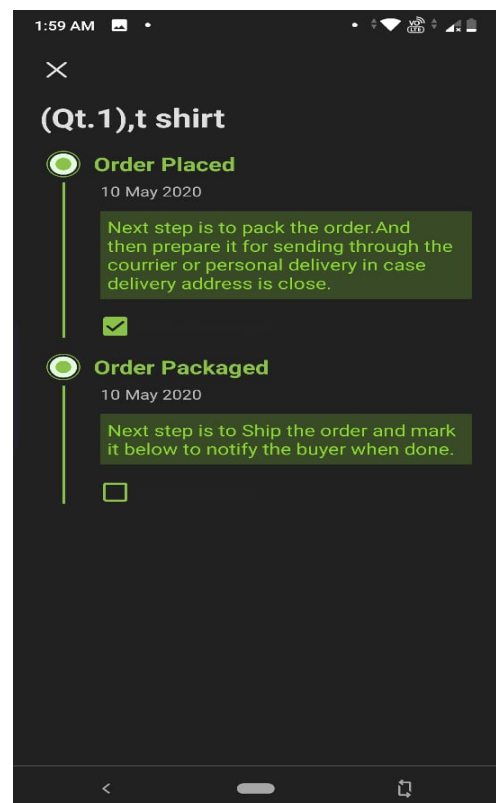 1:59 AM
VO
LTE
(Qt.1),t shirt
Order Placed
10 May 2020
Next step is to pack the order.And
then prepare it for sending through the
courrier or personal delivery in case
delivery address is close.
Order Packaged
10 May 2020
Next step is to Ship the order and mark
it below to notify the buyer when done.